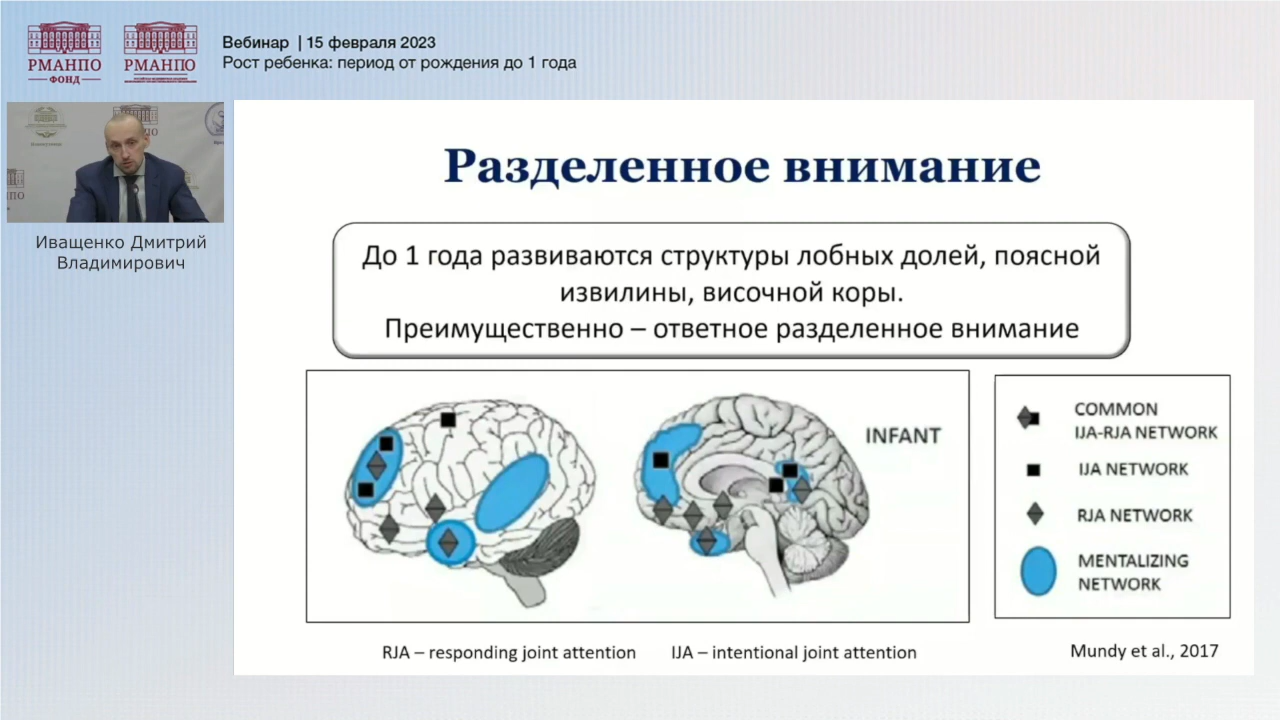 РМАНПО
ФОНД
РМАНПО
Вебинар | 15 февраля 2023
Рост ребенка: период от рождения до 1 года
Иващенко Дмитрий
Владимирович
Разделенное внимание
До 1 года развиваются структуры лобных долей, поясной
извилины, височной коры.
Преимущественно – ответное разделенное внимание
INFANT
COMMON
IJA-RJA NETWORK
IJA NETWORK
RJA NETWORK
MENTALIZING
NETWORK
RJA – responding joint attention
IJA – intentional joint attention
Mundy et al., 2017